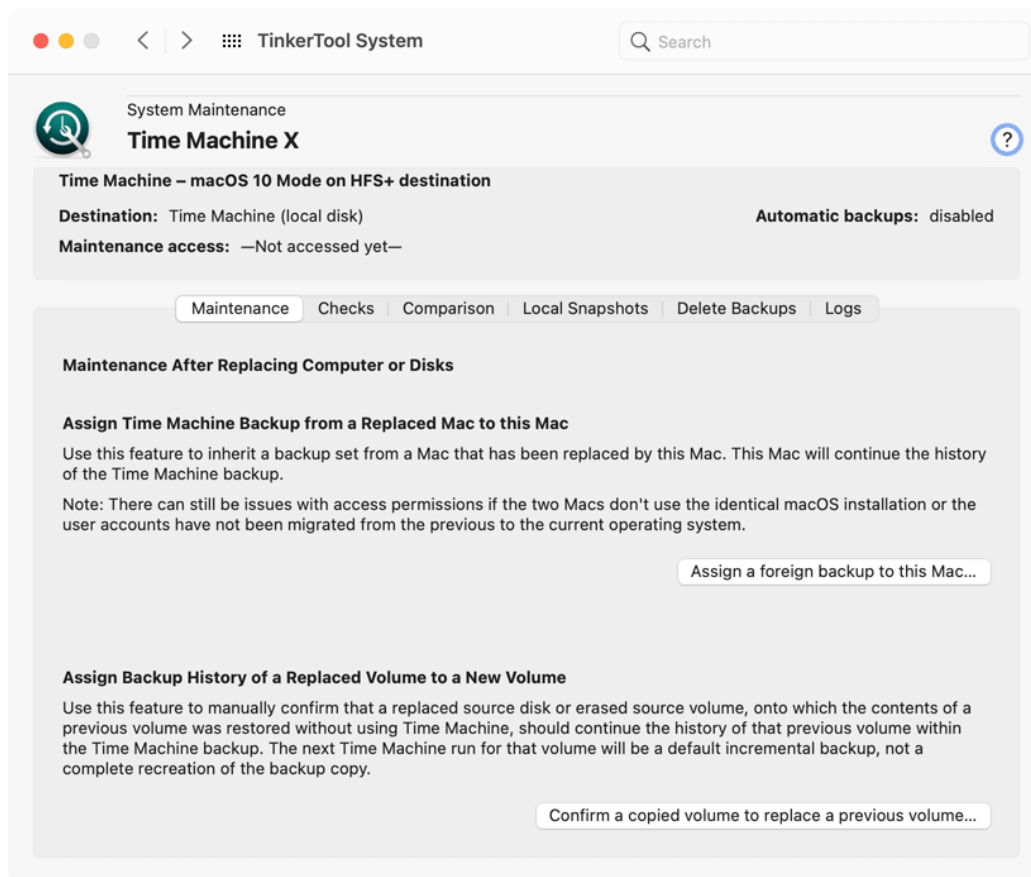 TinkerTool System
Search
System Maintenance
Time Machine X
?
Time Machine – macOS 10 Mode on HFS+ destination
Destination: Time Machine (local disk)
Automatic backups: disabled
Maintenance access: —Not accessed yet—
Maintenance
Checks
Comparison
Local Snapshots
Delete Backups
Logs
Maintenance After Replacing Computer or Disks
Assign Time Machine Backup from a Replaced Mac to this Mac
Use this feature to inherit a backup set from a Mac that has been replaced by this Mac. This Mac will continue the history
of the Time Machine backup.
Note: There can still be issues with access permissions if the two Macs don't use the identical macOS installation or the
user accounts have not been migrated from the previous to the current operating system.
Assign a foreign backup to this Mac...
Assign Backup History of a Replaced Volume to a New Volume
Use this feature to manually confirm that a replaced source disk or erased source volume, onto which the contents of a
previous volume was restored without using Time Machine, should continue the history of that previous volume within
the Time Machine backup. The next Time Machine run for that volume will be a default incremental backup, not a
complete recreation of the backup copy.
Confirm a copied volume to replace a previous volume...